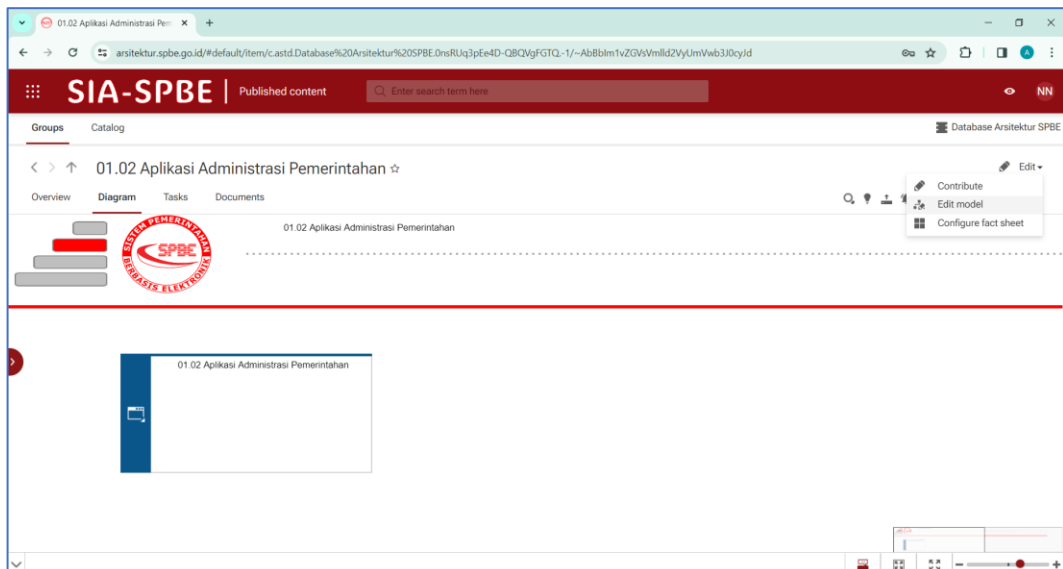 01.02 Aplikasi Administrasi Pem
arsitektur.spbe.go.id/#default/item/c.astd.Database%20Arsitektur%20SPBE.0nsRUq3pEe4D-QBQVgFGTQ.-1/~AbBbIm1vZGVsVmlld2VyUmVwb3J0cyJd
A
SIA-SPBE | Published content
Enter search term here
NN
Groups Catalog
Database Arsitektur SPBE
01.02 Aplikasi Administrasi Pemerintahan
Edit
Overview Diagram Tasks Documents
Contribute
Edit model
Configure fact sheet
SISTEM PEMERINTAHAN
SPBE
BERBASIS ELEKTRONIK
01.02 Aplikasi Administrasi Pemerintahan
01.02 Aplikasi Administrasi Pemerintahan